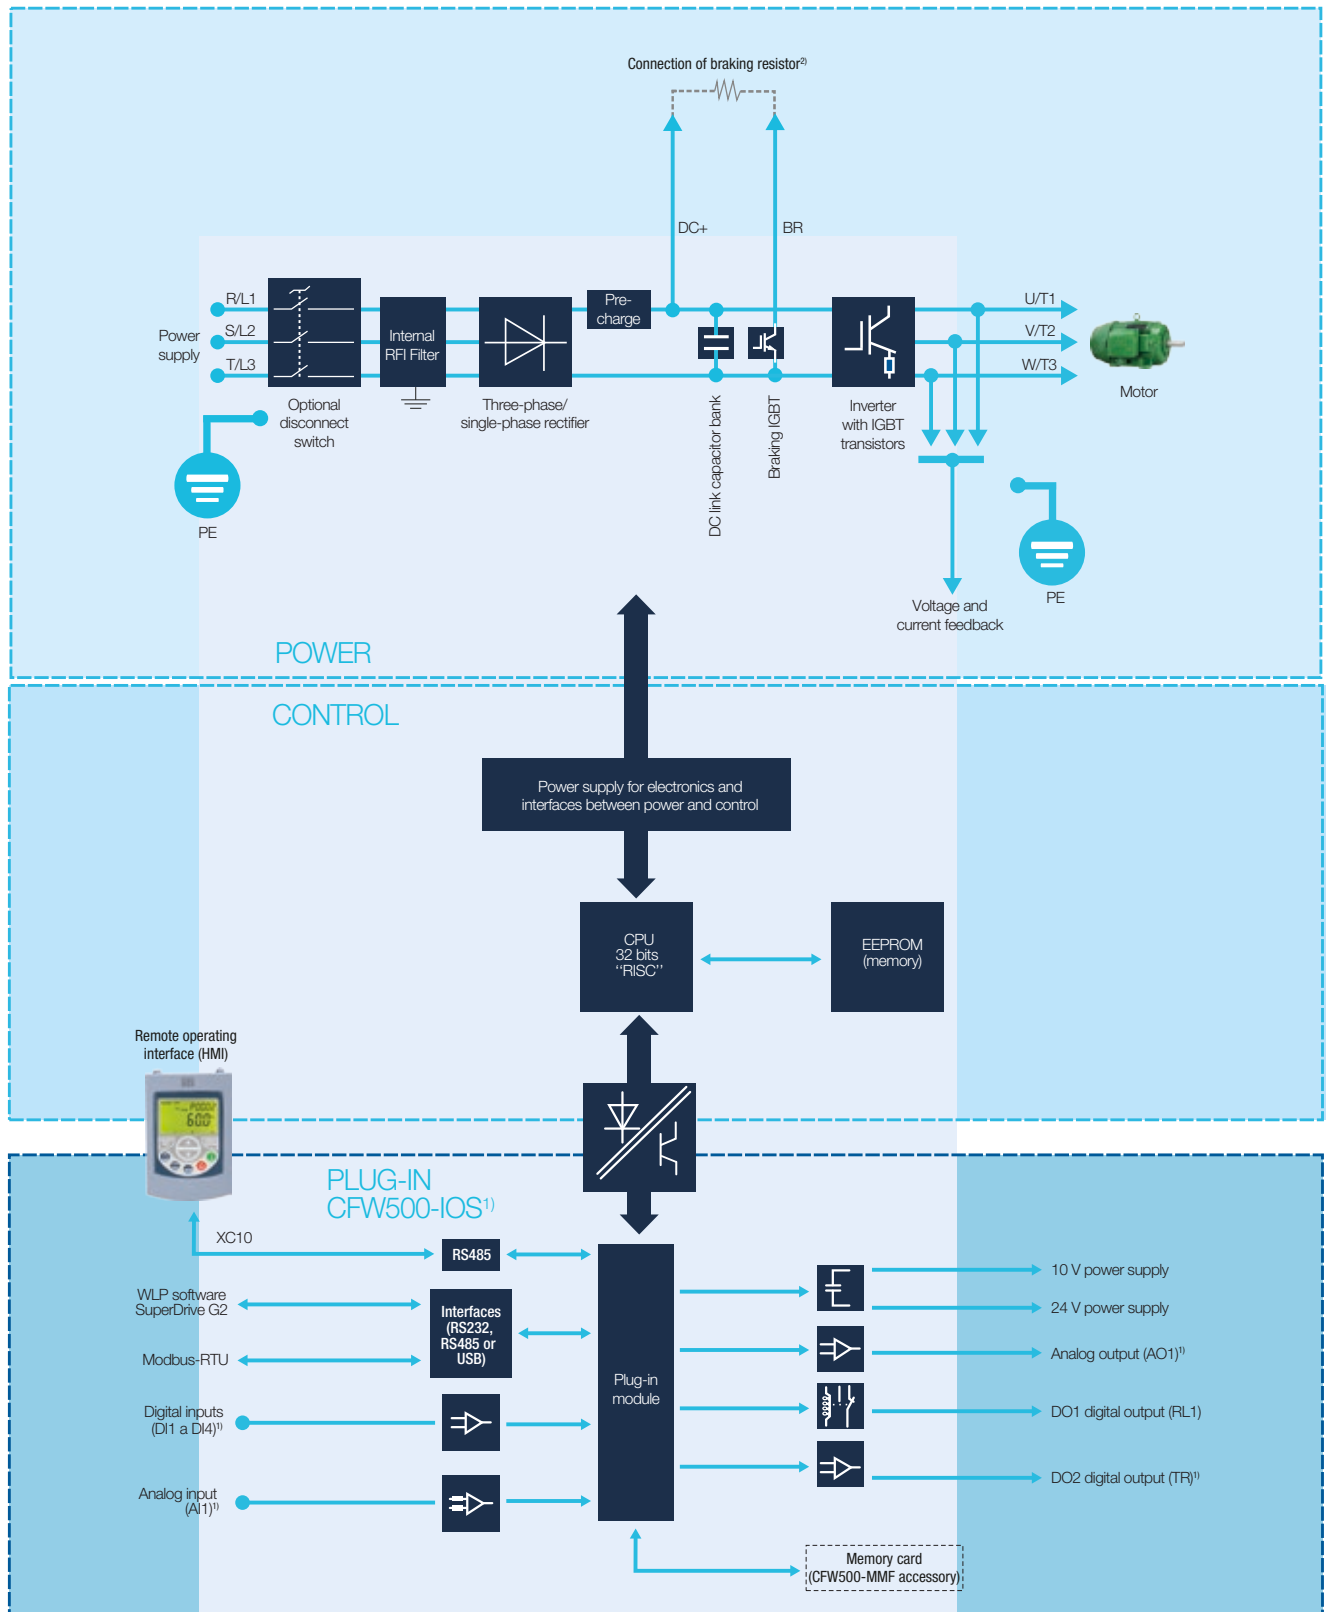 Connection of braking resistor²⁾
DC+
BR
R/L1
S/L2
T/L3
Power
supply
Internal
RFI Filter
Pre-
charge
U/T1
V/T2
W/T3
Motor
Optional
disconnect
switch
Three-phase/
single-phase rectifier
DC link capacitor bank
Braking IGBT
Inverter
with IGBT
transistors
PE
PE
Voltage and
current feedback
POWER
CONTROL
Power supply for electronics and
interfaces between power and control
CPU
32 bits
‘‘RISC’’
EEPROM
(memory)
Remote operating
interface (HMI)
PLUG-IN
CFW500-IOS¹⁾
XC10
RS485
WLP software
SuperDrive G2
Modbus-RTU
Interfaces
(RS232,
RS485 or
USB)
Digital inputs
(DI1 a DI4)¹⁾
Analog input
(AI1)¹⁾
Plug-in
module
10 V power supply
24 V power supply
Analog output (AO1)¹⁾
DO1 digital output (RL1)
DO2 digital output (TR)¹⁾
Memory card
(CFW500-MMF accessory)